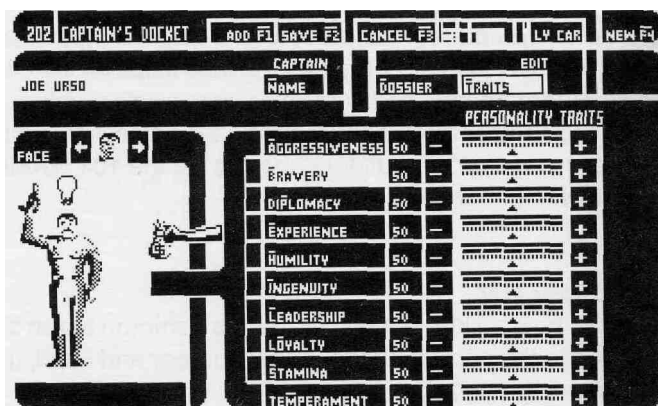 202 CAPTAIN'S DOCKET ADD F1 SAVE F2 CANCEL F3 LY CAR NEW F4
CAPTAIN EDIT
JOE URSO NAME DOSSIER TRAITS
PERSONALITY TRAITS
FACE
AGGRESSIVENESS 50 - +
BRAVERY 50 - +
DIPLOMACY 50 - +
EXPERIENCE 50 - +
HUMILITY 50 - +
INGENUITY 50 - +
LEADERSHIP 50 - +
LOYALTY 50 - +
STAMINA 50 - +
TEMPERAMENT 50 - +